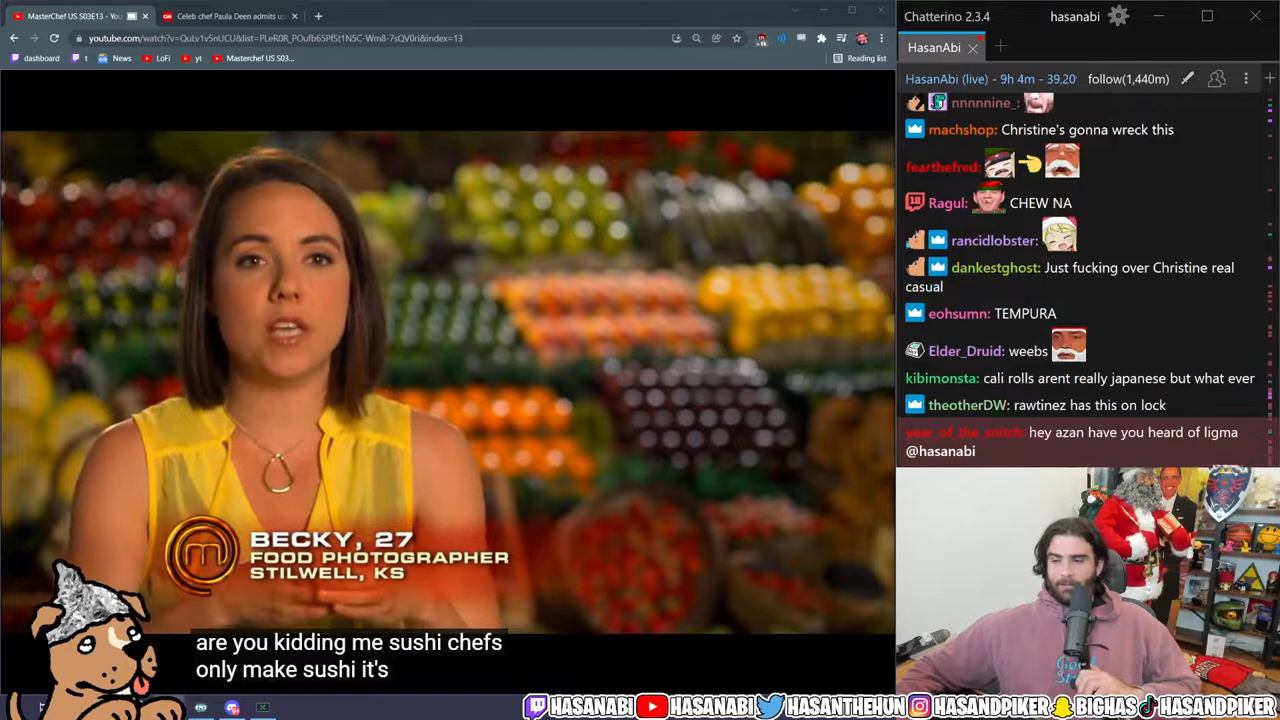 MasterChef US S03E13 - You
Celeb chef Paula Deen admits us
youtube.com/watch?v=QuLv1v5nUCU&list=PLeR0R_POufb65PfSt1N5C-Wm8-7sQV0ri&index=13
dashboard
t
News
LoFi
yt
Masterchef US S03...
Reading list
BECKY, 27
FOOD PHOTOGRAPHER
STILWELL, KS
are you kidding me sushi chefs
only make sushi it's
Chatterino 2.3.4
hasanabi
HasanAbi
HasanAbi (live) - 9h 4m - 39,20
follow(1,440m)
nnnnnine_:
machshop: Christine's gonna wreck this
fearthefred:
Ragul: CHEW NA
rancidlobster:
dankestghost: Just fucking over Christine real
casual
eohsumn: TEMPURA
Elder_Druid: weebs
kibimonsta: cali rolls arent really japanese but what ever
theotherDW: rawtinez has this on lock
year_of_the_snitch: hey azan have you heard of ligma
@hasanabi
HASANABI
HASANABI
HASANTHEHUN
HASANDPIKER
BIGHAS
HASANDPIKER